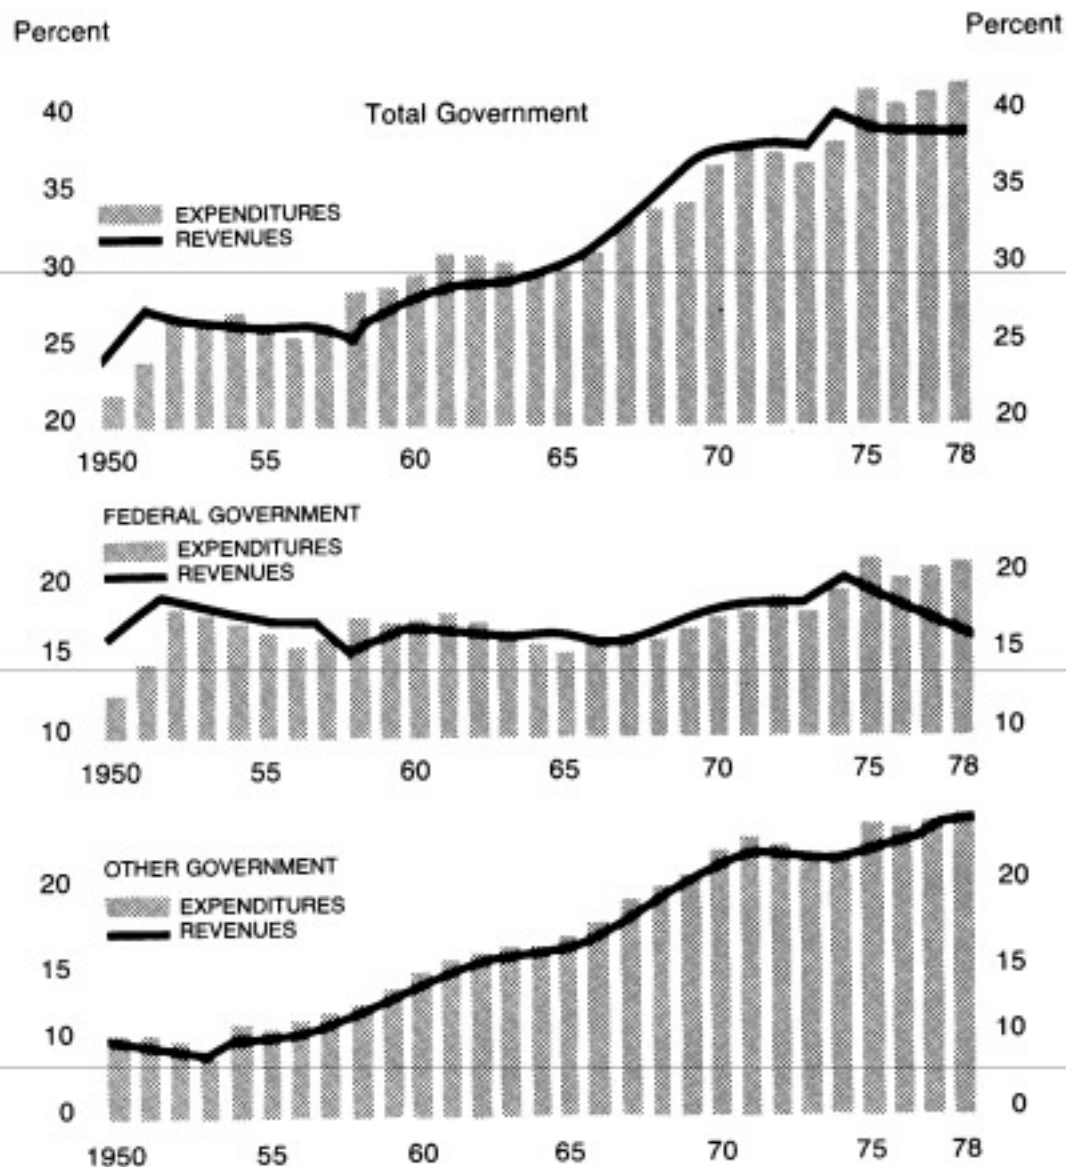 Percent Percent
Total Government
40 40
35 35
EXPENDITURES
REVENUES
30 30
25 25
20 20
1950 55 60 65 70 75 78
FEDERAL GOVERNMENT
EXPENDITURES
REVENUES
20 20
15 15
10 10
1950 55 60 65 70 75 78
OTHER GOVERNMENT
20 20
EXPENDITURES
REVENUES
15 15
10 10
0 0
1950 55 60 65 70 75 78